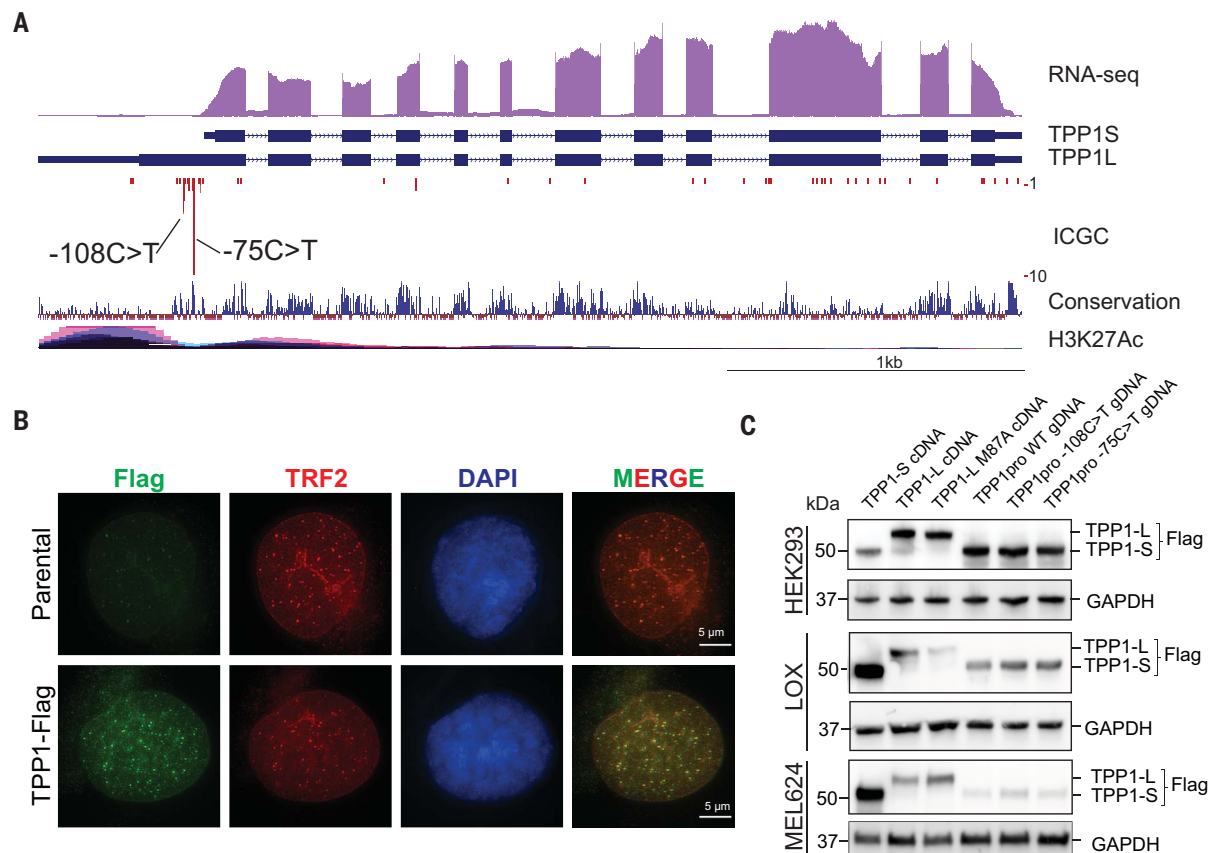 A
RNA-seq
TPP1S
TPP1L
-1
-108C>T
-75C>T
ICGC
-10
Conservation
H3K27Ac
1kb
B
Flag
TRF2
DAPI
MERGE
Parental
5 µm
TPP1-Flag
5 µm
C
TPP1-S cDNA
TPP1-L cDNA
TPP1-L M87A cDNA
TPP1pro WT gDNA
TPP1pro -108C>T gDNA
TPP1pro -75C>T gDNA
kDa
HEK293
50
TPP1-L
TPP1-S
Flag
37
GAPDH
LOX
50
TPP1-L
TPP1-S
Flag
37
GAPDH
MEL624
50
TPP1-L
TPP1-S
Flag
37
GAPDH